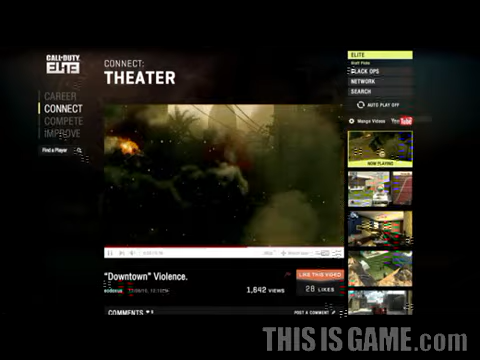 CALL OF DUTY
ELITE
CONNECT:
THEATER
CAREER
CONNECT
COMPETE
IMPROVE
Find a Player
ELITE
BLACK OPS
NETWORK
SEARCH
AUTO PLAY OFF
Manage Videos
YouTube
NOW PLAYING
"Downtown" Violence.
1,642 VIEWS
LIKE THIS VIDEO
28 LIKES
COMMENTS
POST A COMMENT
THIS IS GAME.com